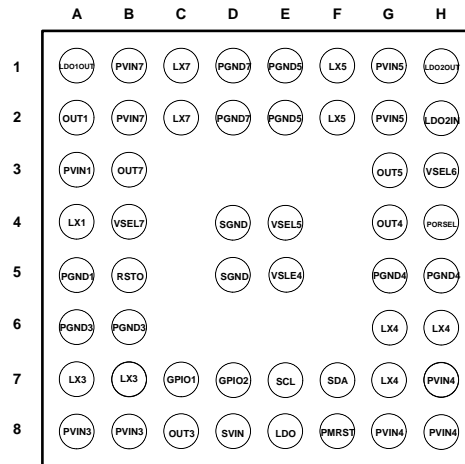 A B C D E F G H
1 LDO1OUT PVIN7 LX7 PGND7 PGND5 LX5 PVIN5 LDO2OUT
2 OUT1 PVIN7 LX7 PGND7 PGND5 LX5 PVIN5 LDO2IN
3 PVIN1 OUT7 OUT5 VSEL6
4 LX1 VSEL7 SGND VSEL5 OUT4 PORSEL
5 PGND1 RSTO SGND VSLE4 PGND4 PGND4
6 PGND3 PGND3 LX4 LX4
7 LX3 LX3 GPIO1 GPIO2 SCL SDA LX4 PVIN4
8 PVIN3 PVIN3 OUT3 SVIN LDO PMRST PVIN4 PVIN4